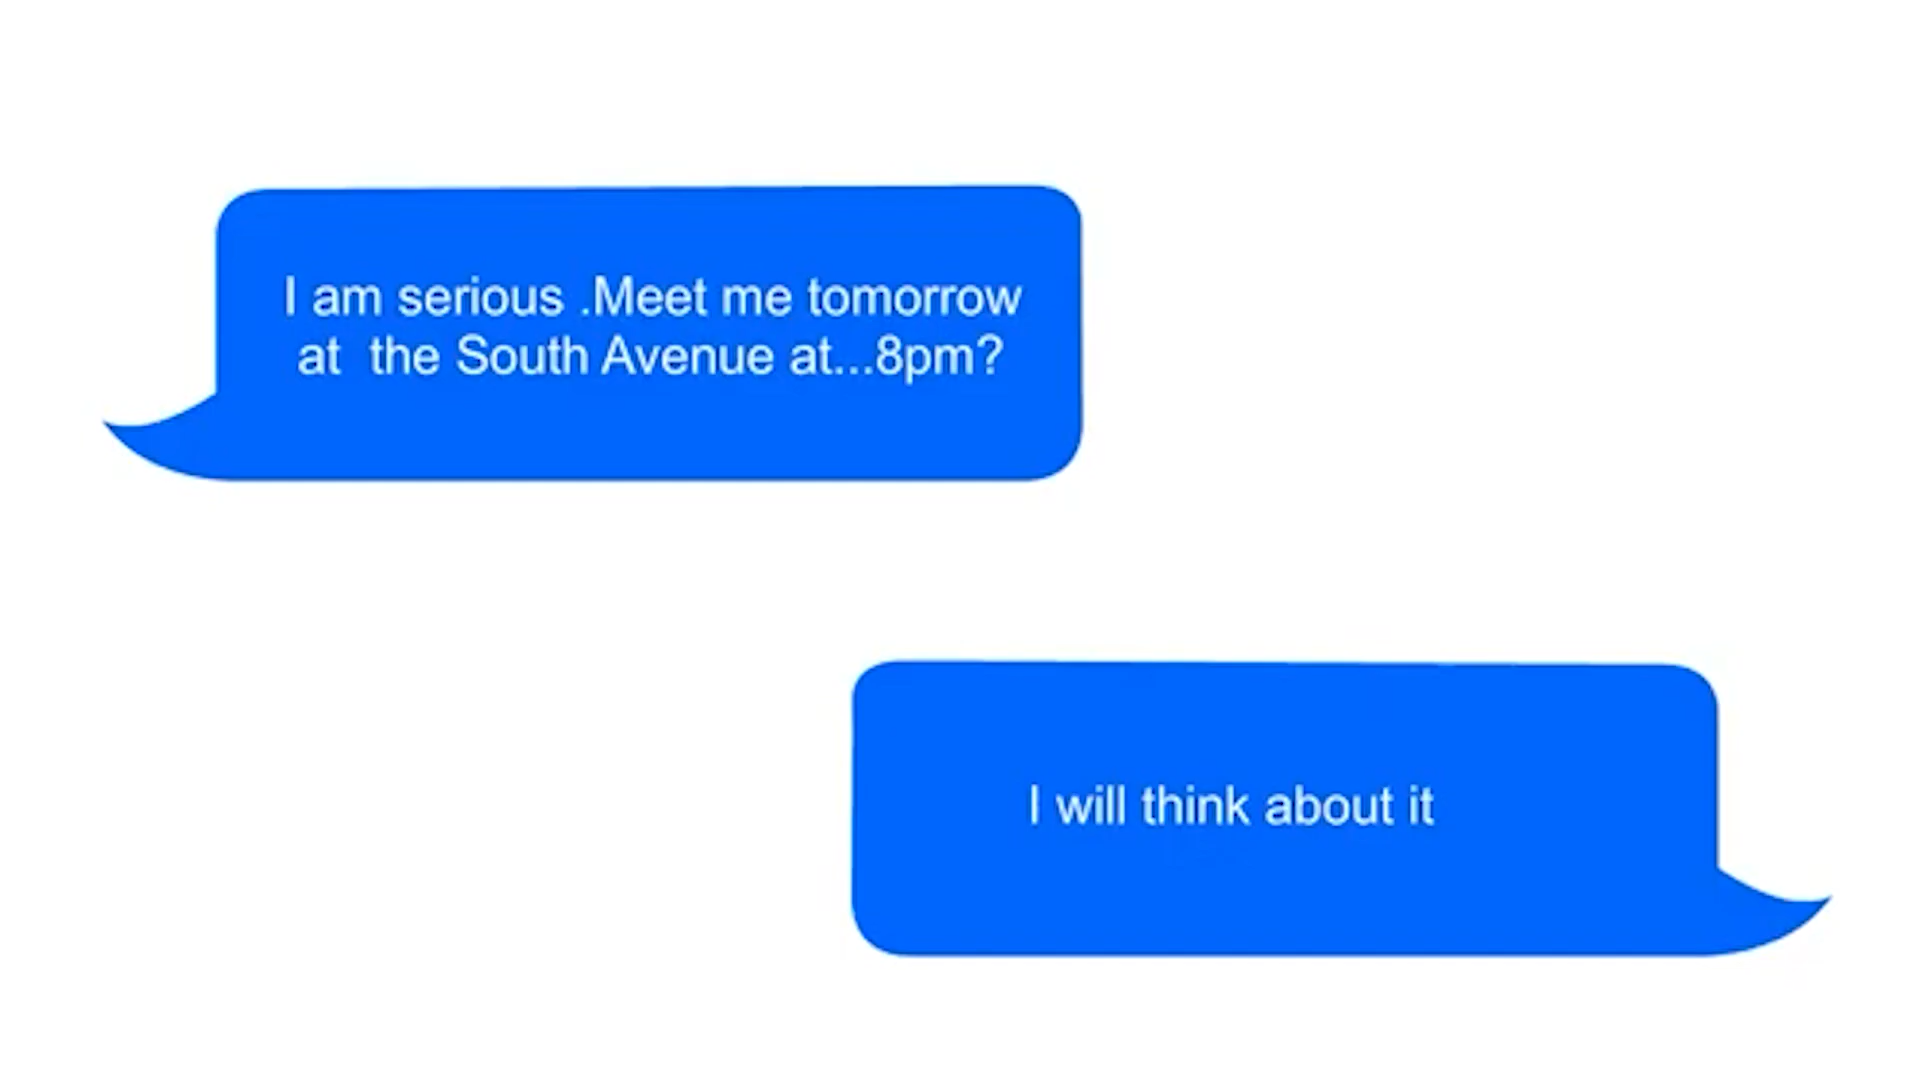 I am serious .Meet me tomorrow
at  the South Avenue at...8pm?
I will think about it